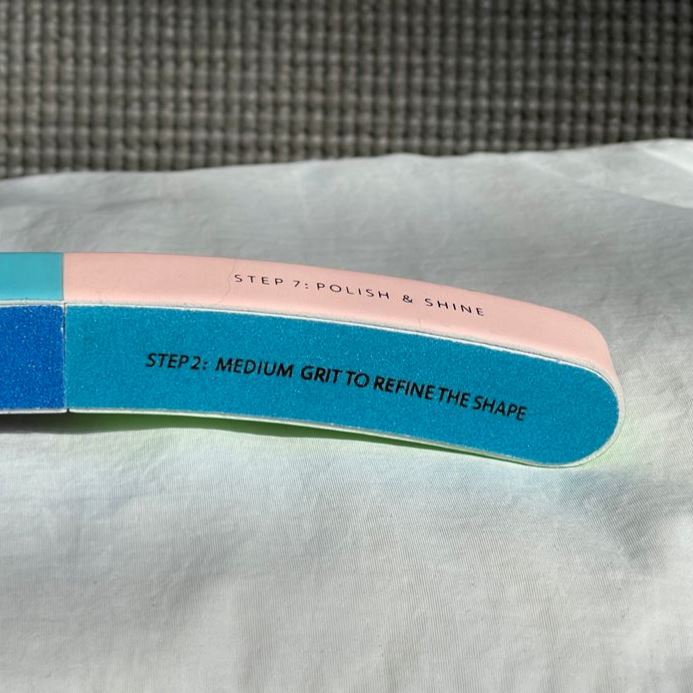 STEP 7: POLISH & SHINE
STEP 2: MEDIUM GRIT TO REFINE THE SHAPE